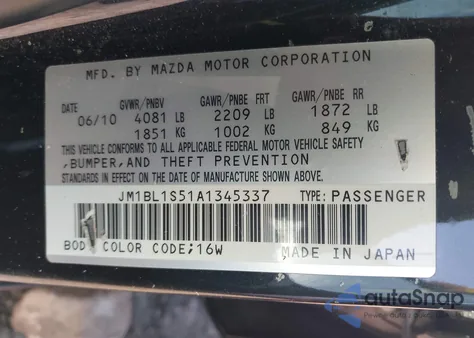 MFD. BY MAZDA MOTOR CORPORATION
DATE GVWR/PNBV GAWR/PNBE FRT GAWR/PNBE RR
06/10 4081 LB 2209 LB 1872 LB
1851 KG 1002 KG 849 KG
THIS VEHICLE CONFORMS TO ALL APPLICABLE FEDERAL MOTOR VEHICLE SAFETY
,BUMPER,AND THEFT PREVENTION
STANDARDS IN EFFECT ON THE DATE OF MANUFACTURE SHOWN ABOVE.
JM1BL1S51A1345337 TYPE: PASSENGER
BODY COLOR CODE;16W MADE IN JAPAN
autoSnap